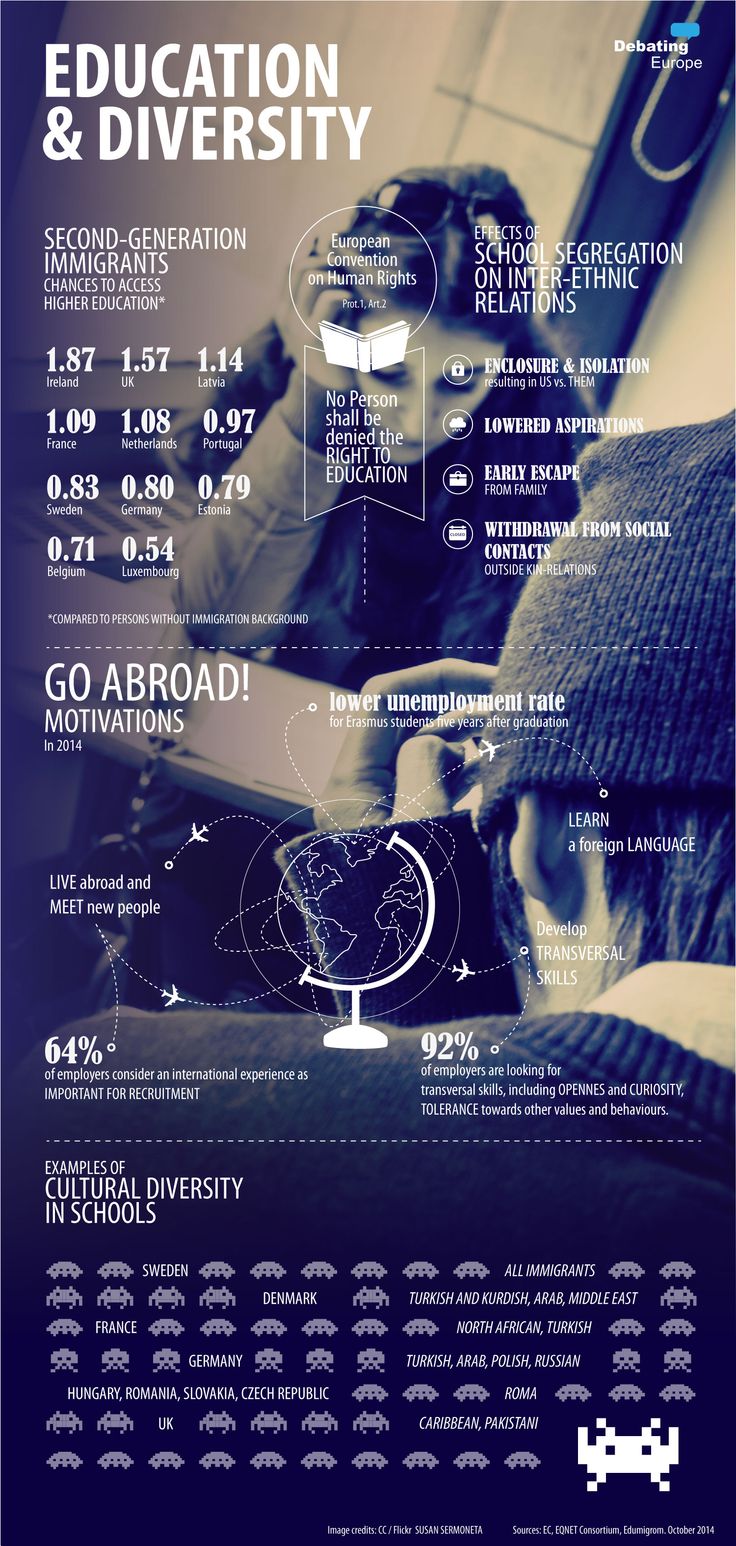 Debating
Europe
EDUCATION
& DIVERSITY
SECOND-GENERATION
IMMIGRANTS
CHANCES TO ACCESS
HIGHER EDUCATION*
1.87 1.57 1.14
Ireland UK Latvia
1.09 1.08 0.97
France Netherlands Portugal
0.83 0.80 0.79
Sweden Germany Estonia
0.71 0.54
Belgium Luxembourg
*COMPARED TO PERSONS WITHOUT IMMIGRATION BACKGROUND
European
Convention
on Human Rights
Prot.1, Art.2
No Person
shall be
denied the
RIGHT TO
EDUCATION
EFFECTS OF
SCHOOL SEGREGATION
ON INTER-ETHNIC
RELATIONS
ENCLOSURE & ISOLATION
resulting in US vs. THEM
LOWERED ASPIRATIONS
EARLY ESCAPE
FROM FAMILY
CLOSED
WITHDRAWAL FROM SOCIAL
CONTACTS
OUTSIDE KIN-RELATIONS
GO ABROAD!
MOTIVATIONS
In 2014
lower unemployment rate
for Erasmus students five years after graduation
LEARN
a foreign LANGUAGE
LIVE abroad and
MEET new people
Develop
TRANSVERSAL
SKILLS
64%
of employers consider an international experience as
IMPORTANT FOR RECRUITMENT
92%
of employers are looking for
transversal skills, including OPENNES and CURIOSITY,
TOLERANCE towards other values and behaviours.
EXAMPLES OF
CULTURAL DIVERSITY
IN SCHOOLS
SWEDEN ALL IMMIGRANTS
DENMARK TURKISH AND KURDISH, ARAB, MIDDLE EAST
FRANCE NORTH AFRICAN, TURKISH
GERMANY TURKISH, ARAB, POLISH, RUSSIAN
HUNGARY, ROMANIA, SLOVAKIA, CZECH REPUBLIC ROMA
UK CARIBBEAN, PAKISTANI
Image credits: CC / Flickr SUSAN SERMONETA Sources: EC, EQNET Consortium, Edumigrom. October 2014